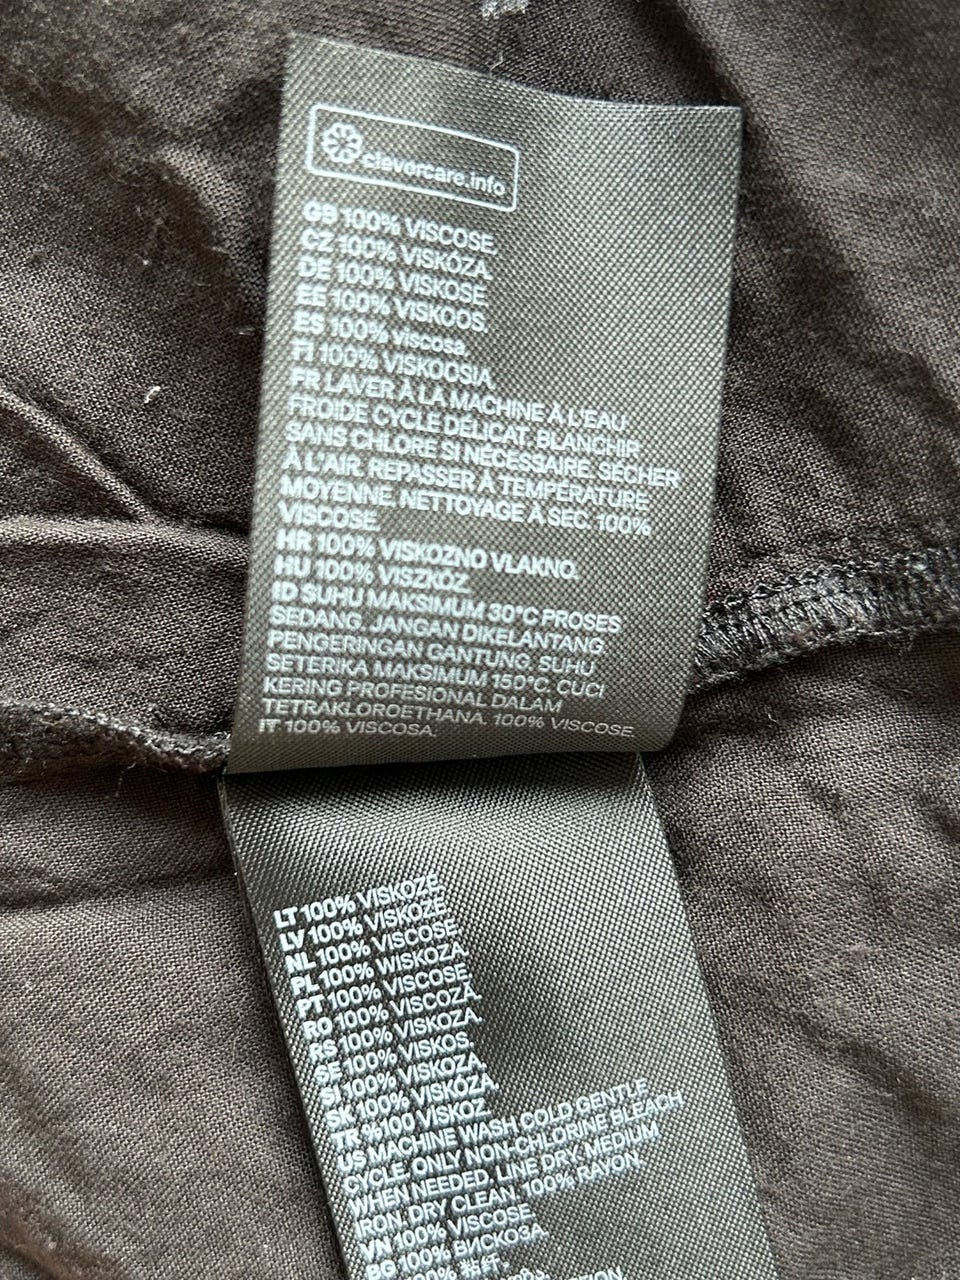 clevercare.info
GB 100% VISCOSE.
CZ 100% VISKÓZA.
DE 100% VISKOSE
EE 100% VISKOOS.
ES 100% viscosa.
FI 100% VISKOOSIA
FR LAVER À LA MACHINE À L'EAU
FROIDE CYCLE DÉLICAT. BLANCHIR
SANS CHLORE SI NÉCESSAIRE. SÉCHER
À L'AIR. REPASSER À TEMPÉRATURE
MOYENNE. NETTOYAGE À SEC. 100%
VISCOSE.
HR 100% VISKOZNO VLAKNO.
HU 100% VISZKÓZ.
ID SUHU MAKSIMUM 30°C PROSES
SEDANG. JANGAN DIKELANTANG
PENGERINGAN GANTUNG. SUHU
SETERIKA MAKSIMUM 150°C. CUCI
KERING PROFESIONAL DALAM
TETRAKLOROETHANA. 100% VISCOSE.
IT 100% VISCOSA.
LT 100% VISKOZĖ.
LV 100% VISKOZE.
NL 100% VISCOSE.
PL 100% WISKOZA
PT 100% VISCOSE.
RO 100% VISCOZĂ.
RS 100% VISKOZA.
SE 100% VISKOS.
SI 100% VISKOZA.
SK 100% VISKÓZA.
TR %100 VISKOZ.
US MACHINE WASH COLD GENTLE
CYCLE. ONLY NON-CHLORINE BLEACH
WHEN NEEDED. LINE DRY. MEDIUM
IRON. DRY CLEAN. 100% RAYON.
VN 100% VISCOSE.
BG 100% ВИСКОЗА
100% 粘纤.